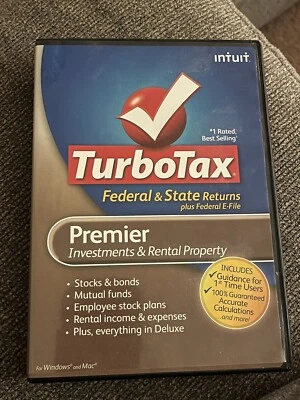 intuit
#1 Rated,
Best Selling*
TurboTax®
Federal & State Returns
plus Federal E-File
Premier
Investments & Rental Property
• Stocks & bonds
• Mutual funds
• Employee stock plans
• Rental income & expenses
• Plus, everything in Deluxe
INCLUDES
✓Guidance for
1st Time Users
✓100% Guaranteed
Accurate
Calculations
...and more!
for Windows® and Mac®